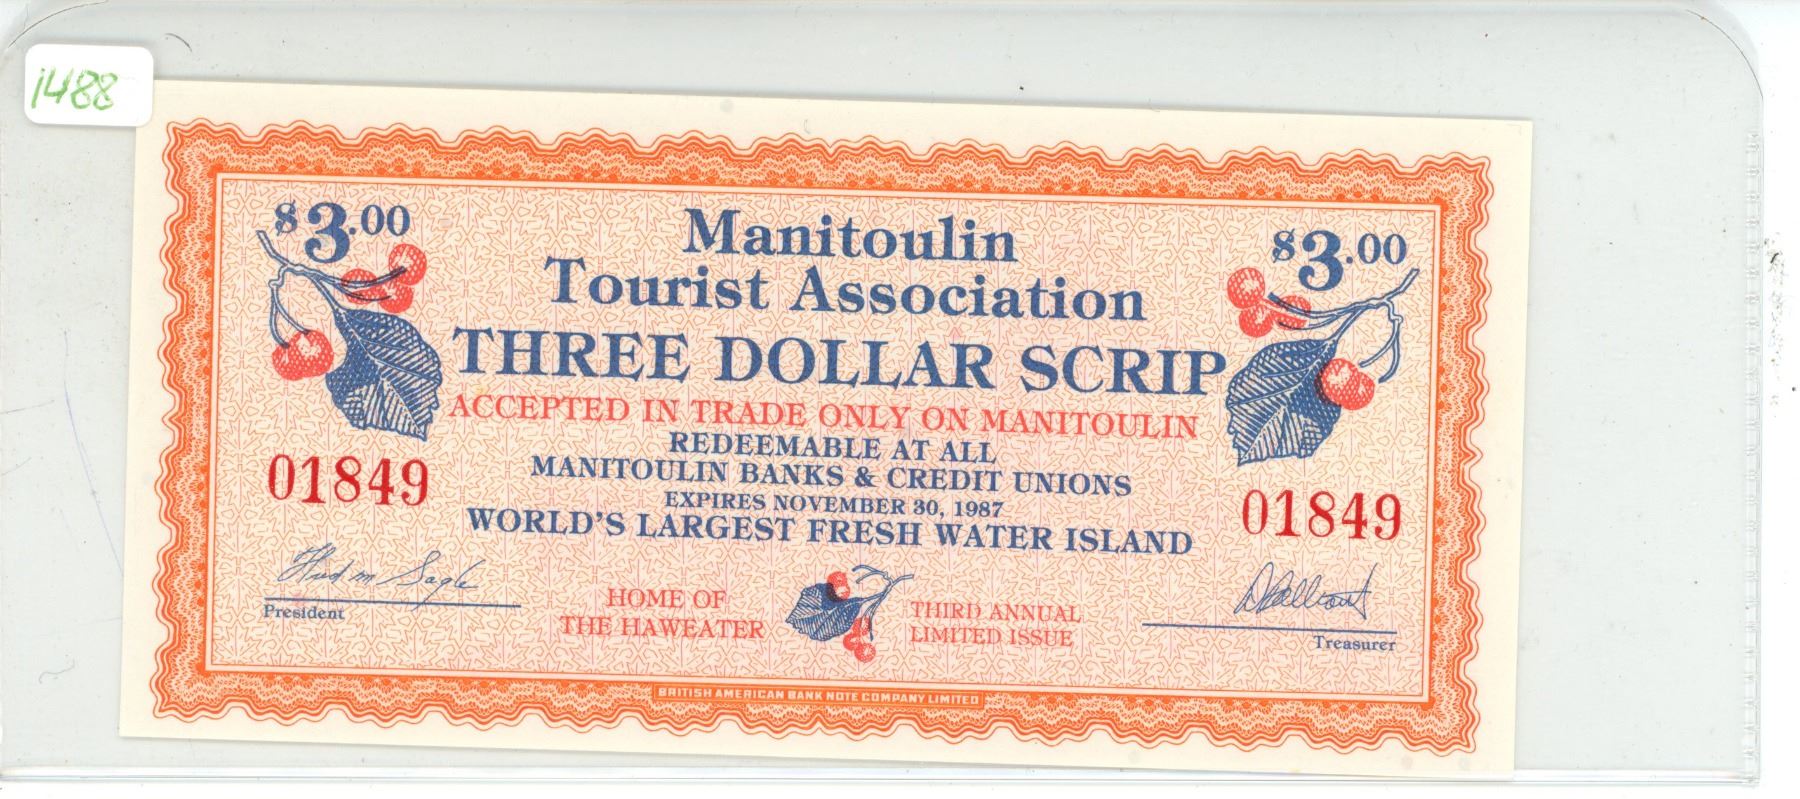 1488
$3.00
$3.00
Manitoulin
Tourist Association
THREE DOLLAR SCRIP
ACCEPTED IN TRADE ONLY ON MANITOULIN
REDEEMABLE AT ALL
MANITOULIN BANKS & CREDIT UNIONS
EXPIRES NOVEMBER 30, 1987
WORLD'S LARGEST FRESH WATER ISLAND
01849
01849
President
HOME OF
THE HAWEATER
THIRD ANNUAL
LIMITED ISSUE
Treasurer
BRITISH AMERICAN BANK NOTE COMPANY LIMITED